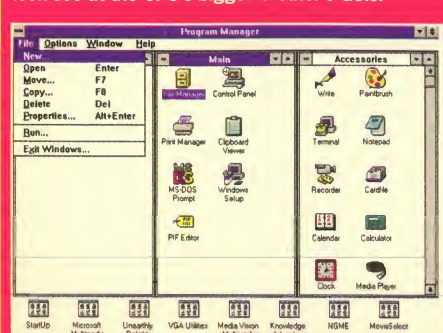 Program Manager
File Options Window Help
New...
Open Enter
Move... F7
Copy... F8
Delete Del
Properties... Alt+Enter
Run...
Exit Windows...
Main
File Manager Control Panel
Print Manager Clipboard Viewer
MS-DOS Prompt Windows Setup
PIF Editor
Accessories
Write Paintbrush
Terminal Notepad
Recorder Cardfile
Calendar Calculator
Clock Media Player
StartUp Microsoft Unearthly VGA Utilities Media Vision Knowledge NGME MovieSelect